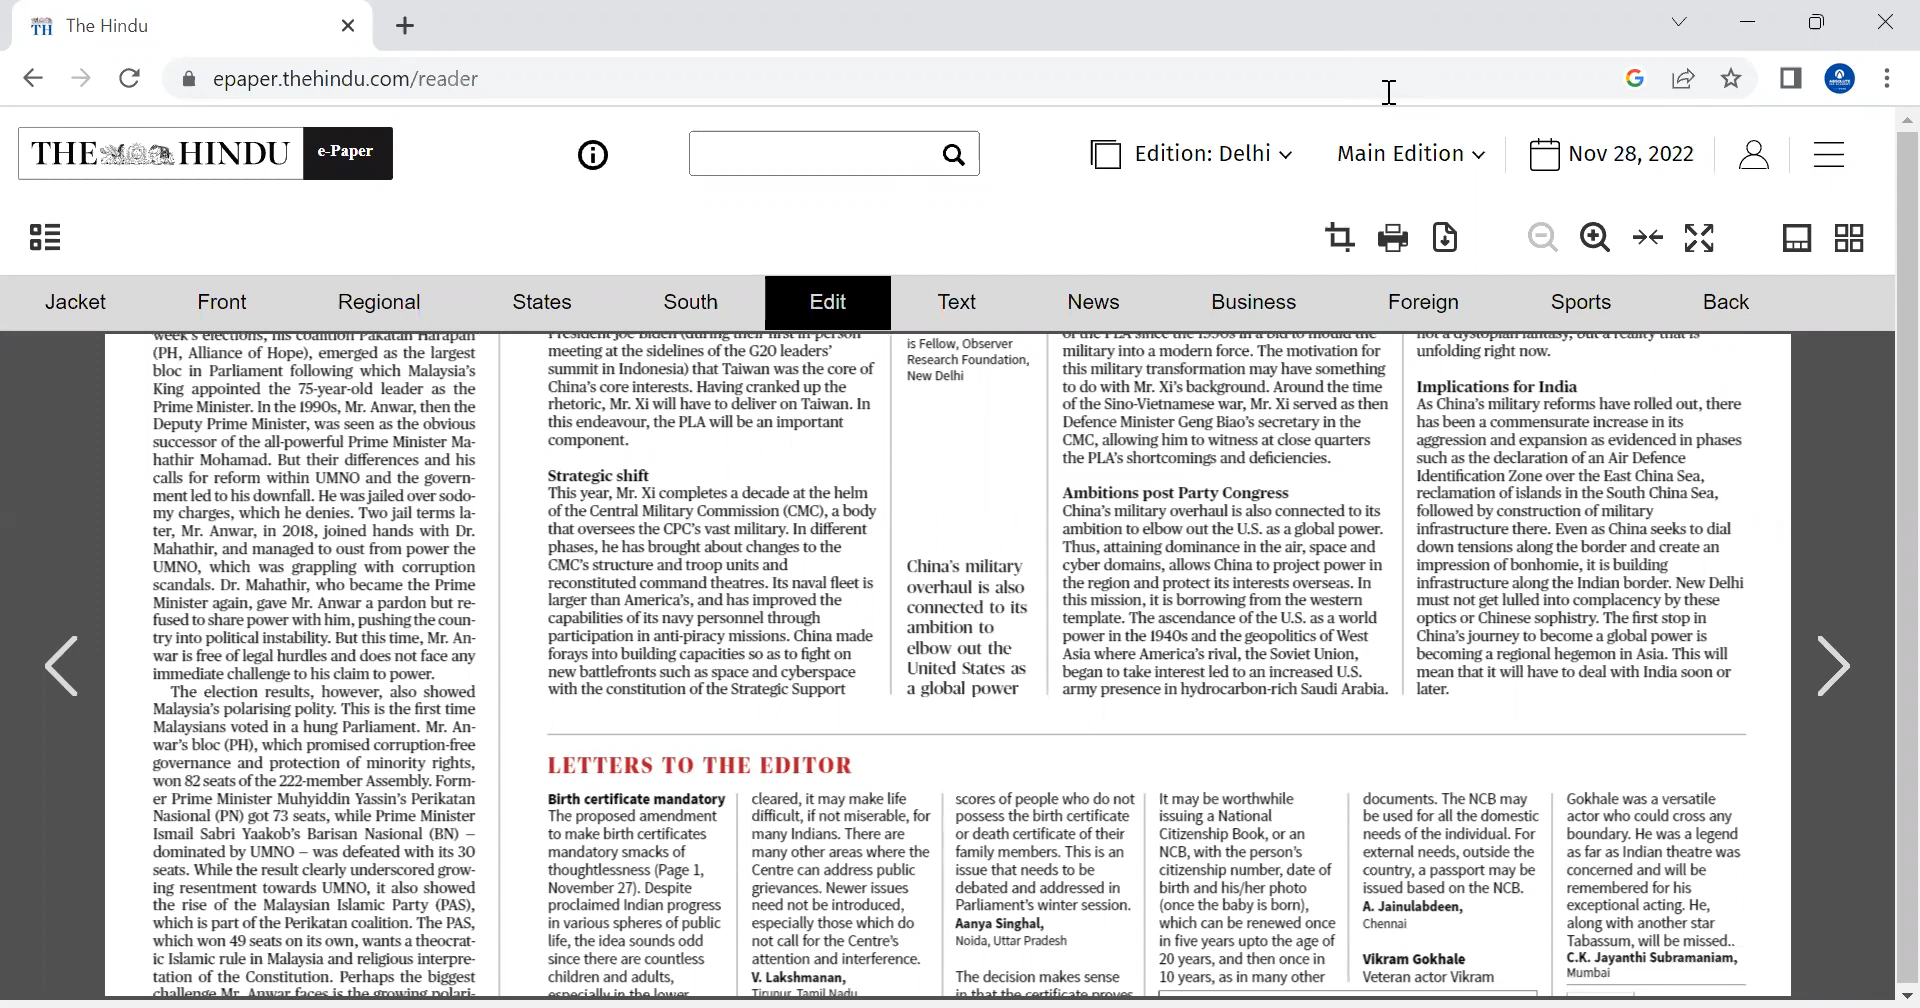 The Hindu
epaper.thehindu.com/reader
THE HINDU e-Paper
Edition: Delhi
Main Edition
Nov 28, 2022
Jacket Front Regional States South Edit Text News Business Foreign Sports Back
week's elections, his coalition Pakatan Harapan
(PH, Alliance of Hope), emerged as the largest
bloc in Parliament following which Malaysia's
King appointed the 75-year-old leader as the
Prime Minister. In the 1990s, Mr. Anwar, then the
Deputy Prime Minister, was seen as the obvious
successor of the all-powerful Prime Minister Ma-
hathir Mohamad. But their differences and his
calls for reform within UMNO and the govern-
ment led to his downfall. He was jailed over sodo-
my charges, which he denies. Two jail terms la-
ter, Mr. Anwar, in 2018, joined hands with Dr.
Mahathir, and managed to oust from power the
UMNO, which was grappling with corruption
scandals. Dr. Mahathir, who became the Prime
Minister again, gave Mr. Anwar a pardon but re-
fused to share power with him, pushing the coun-
try into political instability. But this time, Mr. An-
war is free of legal hurdles and does not face any
immediate challenge to his claim to power.
The election results, however, also showed
Malaysia's polarising polity. This is the first time
Malaysians voted in a hung Parliament. Mr. An-
war's bloc (PH), which promised corruption-free
governance and protection of minority rights,
won 82 seats of the 222-member Assembly. Form-
er Prime Minister Muhyiddin Yassin's Perikatan
Nasional (PN) got 73 seats, while Prime Minister
Ismail Sabri Yaakob's Barisan Nasional (BN) –
dominated by UMNO – was defeated with its 30
seats. While the result clearly underscored grow-
ing resentment towards UMNO, it also showed
the rise of the Malaysian Islamic Party (PAS),
which is part of the Perikatan coalition. The PAS,
which won 49 seats on its own, wants a theocrat-
ic Islamic rule in Malaysia and religious interpre-
tation of the Constitution. Perhaps the biggest
challenge Mr. Anwar faces is the growing polari-
President Joe Biden (during their first in person
meeting at the sidelines of the G20 leaders'
summit in Indonesia) that Taiwan was the core of
China's core interests. Having cranked up the
rhetoric, Mr. Xi will have to deliver on Taiwan. In
this endeavour, the PLA will be an important
component.
Strategic shift
This year, Mr. Xi completes a decade at the helm
of the Central Military Commission (CMC), a body
that oversees the CPC's vast military. In different
phases, he has brought about changes to the
CMC's structure and troop units and
reconstituted command theatres. Its naval fleet is
larger than America's, and has improved the
capabilities of its navy personnel through
participation in anti-piracy missions. China made
forays into building capacities so as to fight on
new battlefronts such as space and cyberspace
with the constitution of the Strategic Support
is Fellow, Observer
Research Foundation,
New Delhi
China's military
overhaul is also
connected to its
ambition to
elbow out the
United States as
a global power
of the PLA since the 1950s in a bid to mould the
military into a modern force. The motivation for
this military transformation may have something
to do with Mr. Xi's background. Around the time
of the Sino-Vietnamese war, Mr. Xi served as then
Defence Minister Geng Biao's secretary in the
CMC, allowing him to witness at close quarters
the PLA's shortcomings and deficiencies.
Ambitions post Party Congress
China's military overhaul is also connected to its
ambition to elbow out the U.S. as a global power.
Thus, attaining dominance in the air, space and
cyber domains, allows China to project power in
the region and protect its interests overseas. In
this mission, it is borrowing from the western
template. The ascendance of the U.S. as a world
power in the 1940s and the geopolitics of West
Asia where America's rival, the Soviet Union,
began to take interest led to an increased U.S.
army presence in hydrocarbon-rich Saudi Arabia.
not a dystopian fantasy, but a reality that is
unfolding right now.
Implications for India
As China's military reforms have rolled out, there
has been a commensurate increase in its
aggression and expansion as evidenced in phases
such as the declaration of an Air Defence
Identification Zone over the East China Sea,
reclamation of islands in the South China Sea,
followed by construction of military
infrastructure there. Even as China seeks to dial
down tensions along the border and create an
impression of bonhomie, it is building
infrastructure along the Indian border. New Delhi
must not get lulled into complacency by these
optics or Chinese sophistry. The first stop in
China's journey to become a global power is
becoming a regional hegemon in Asia. This will
mean that it will have to deal with India soon or
later.
LETTERS TO THE EDITOR
Birth certificate mandatory
The proposed amendment
to make birth certificates
mandatory smacks of
thoughtlessness (Page 1,
November 27). Despite
proclaimed Indian progress
in various spheres of public
life, the idea sounds odd
since there are countless
children and adults,
especially in the lower
cleared, it may make life
difficult, if not miserable, for
many Indians. There are
many other areas where the
Centre can address public
grievances. Newer issues
need not be introduced,
especially those which do
not call for the Centre's
attention and interference.
V. Lakshmanan,
Tirupur, Tamil Nadu
scores of people who do not
possess the birth certificate
or death certificate of their
family members. This is an
issue that needs to be
debated and addressed in
Parliament's winter session.
Aanya Singhal,
Noida, Uttar Pradesh
The decision makes sense
in that the certificate proves
It may be worthwhile
issuing a National
Citizenship Book, or an
NCB, with the person's
citizenship number, date of
birth and his/her photo
(once the baby is born),
which can be renewed once
in five years upto the age of
20 years, and then once in
10 years, as in many other
documents. The NCB may
be used for all the domestic
needs of the individual. For
external needs, outside the
country, a passport may be
issued based on the NCB.
A. Jainulabdeen,
Chennai
Vikram Gokhale
Veteran actor Vikram
Gokhale was a versatile
actor who could cross any
boundary. He was a legend
as far as Indian theatre was
concerned and will be
remembered for his
exceptional acting. He,
along with another star
Tabassum, will be missed..
C.K. Jayanthi Subramaniam,
Mumbai